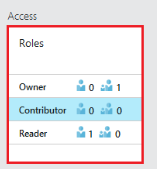 Access
Roles
Owner 0 1
Contributor 0 0
Reader 1 0